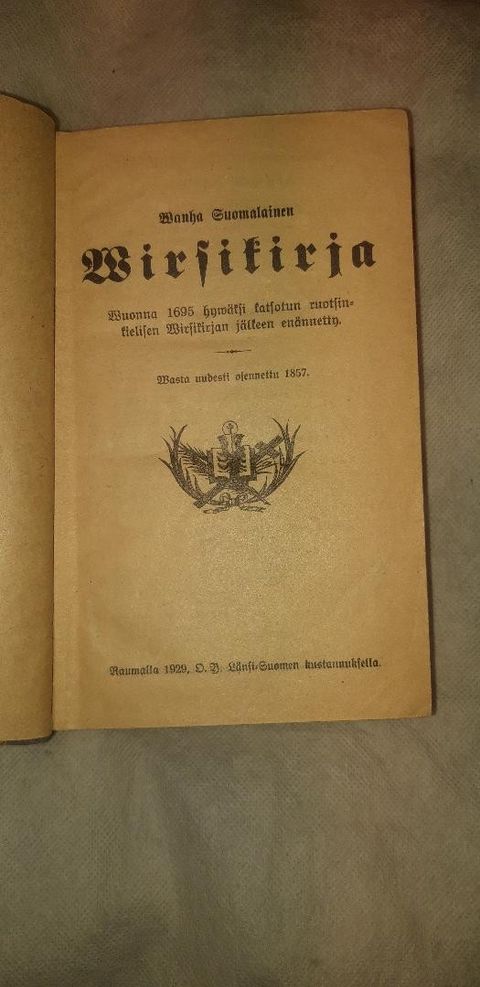 Wanha Suomalainen
Wirsikirja
Wuonna 1695 hywäksi katsotun ruotsin-
kielisen Wirsikirjan jälkeen enännetty.
Wasta uudesti ojennettu 1857.
Raumalla 1929, O. Y. Länsi-Suomen kustannuksella.